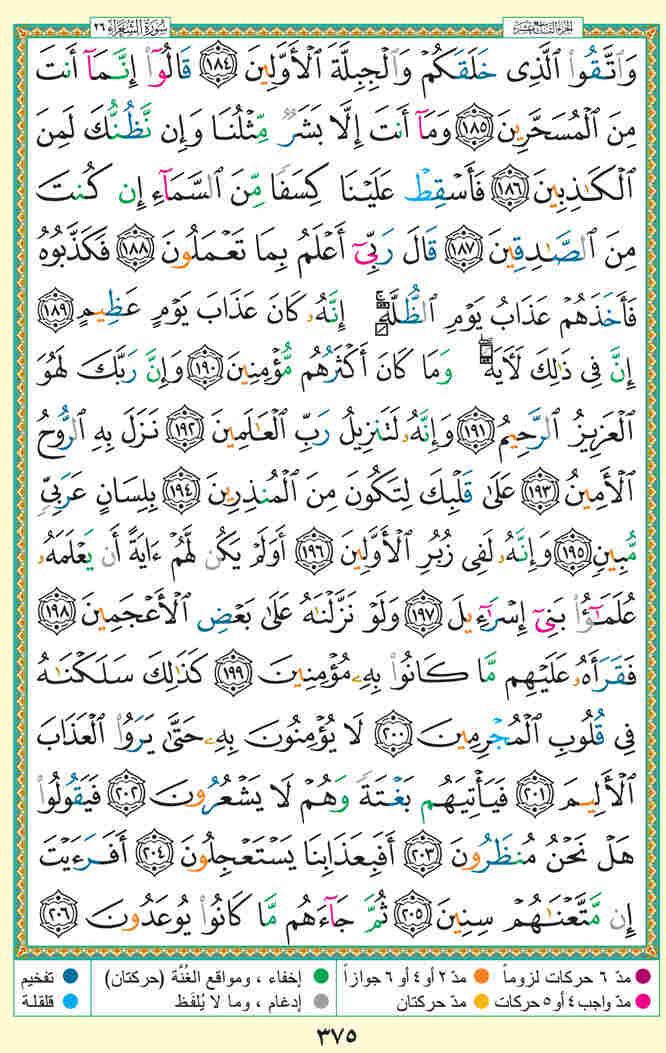 سُورَةُ الشُّعَرَاءِ ٢٦
وَٱتَّقُوا۟ ٱلَّذِى خَلَقَكُمْ وَٱلْجِبِلَّةَ ٱلْأَوَّلِينَ ١٨٤ قَالُوٓا۟ إِنَّمَآ أَنتَ
مِنَ ٱلْمُسَحَّرِينَ ١٨٥ وَمَآ أَنتَ إِلَّا بَشَرٌ مِّثْلُنَا وَإِن نَّظُنُّكَ لَمِنَ
ٱلْكَـٰذِبِينَ ١٨٦ فَأَسْقِطْ عَلَيْنَا كِسَفًا مِّنَ ٱلسَّمَآءِ إِن كُنتَ
مِنَ ٱلصَّـٰدِقِينَ ١٨٧ قَالَ رَبِّىٓ أَعْلَمُ بِمَا تَعْمَلُونَ ١٨٨ فَكَذَّبُوهُ
فَأَخَذَهُمْ عَذَابُ يَوْمِ ٱلظُّلَّةِ ۚ إِنَّهُۥ كَانَ عَذَابَ يَوْمٍ عَظِيمٍ ١٨٩
إِنَّ فِى ذَٰلِكَ لَـَٔايَةً ۖ وَمَا كَانَ أَكْثَرُهُم مُّؤْمِنِينَ ١٩٠ وَإِنَّ رَبَّكَ لَهُوَ
ٱلْعَزِيزُ ٱلرَّحِيمُ ١٩١ وَإِنَّهُۥ لَتَنزِيلُ رَبِّ ٱلْعَـٰلَمِينَ ١٩٢ نَزَلَ بِهِ ٱلرُّوحُ
ٱلْأَمِينُ ١٩٣ عَلَىٰ قَلْبِكَ لِتَكُونَ مِنَ ٱلْمُنذِرِينَ ١٩٤ بِلِسَانٍ عَرَبِىٍّ
مُّبِينٍ ١٩٥ وَإِنَّهُۥ لَفِى زُبُرِ ٱلْأَوَّلِينَ ١٩٦ أَوَلَمْ يَكُن لَّهُمْ ءَايَةً أَن يَعْلَمَهُۥ
عُلَمَـٰٓؤُا۟ بَنِىٓ إِسْرَٰٓءِيلَ ١٩٧ وَلَوْ نَزَّلْنَـٰهُ عَلَىٰ بَعْضِ ٱلْأَعْجَمِينَ ١٩٨
فَقَرَأَهُۥ عَلَيْهِم مَّا كَانُوا۟ بِهِۦ مُؤْمِنِينَ ١٩٩ كَذَٰلِكَ سَلَكْنَـٰهُ
فِى قُلُوبِ ٱلْمُجْرِمِينَ ٢٠٠ لَا يُؤْمِنُونَ بِهِۦ حَتَّىٰ يَرَوُا۟ ٱلْعَذَابَ
ٱلْأَلِيمَ ٢٠١ فَيَأْتِيَهُم بَغْتَةً وَهُمْ لَا يَشْعُرُونَ ٢٠٢ فَيَقُولُوا۟
هَلْ نَحْنُ مُنظَرُونَ ٢٠٣ أَفَبِعَذَابِنَا يَسْتَعْجِلُونَ ٢٠٤ أَفَرَءَيْتَ
إِن مَّتَّعْنَـٰهُمْ سِنِينَ ٢٠٥ ثُمَّ جَآءَهُم مَّا كَانُوا۟ يُوعَدُونَ ٢٠٦
مدّ ٦ حركات لزوماً مدّ ٢ أو ٤ أو ٦ جوازاً إخفاء ، ومواقع الغُنَّة (حركتان) تفخيم
مدّ واجب ٤ أو ٥ حركات مدّ حركتان إدغام ، وما لا يُلفَظ قلقلة
٣٧٥